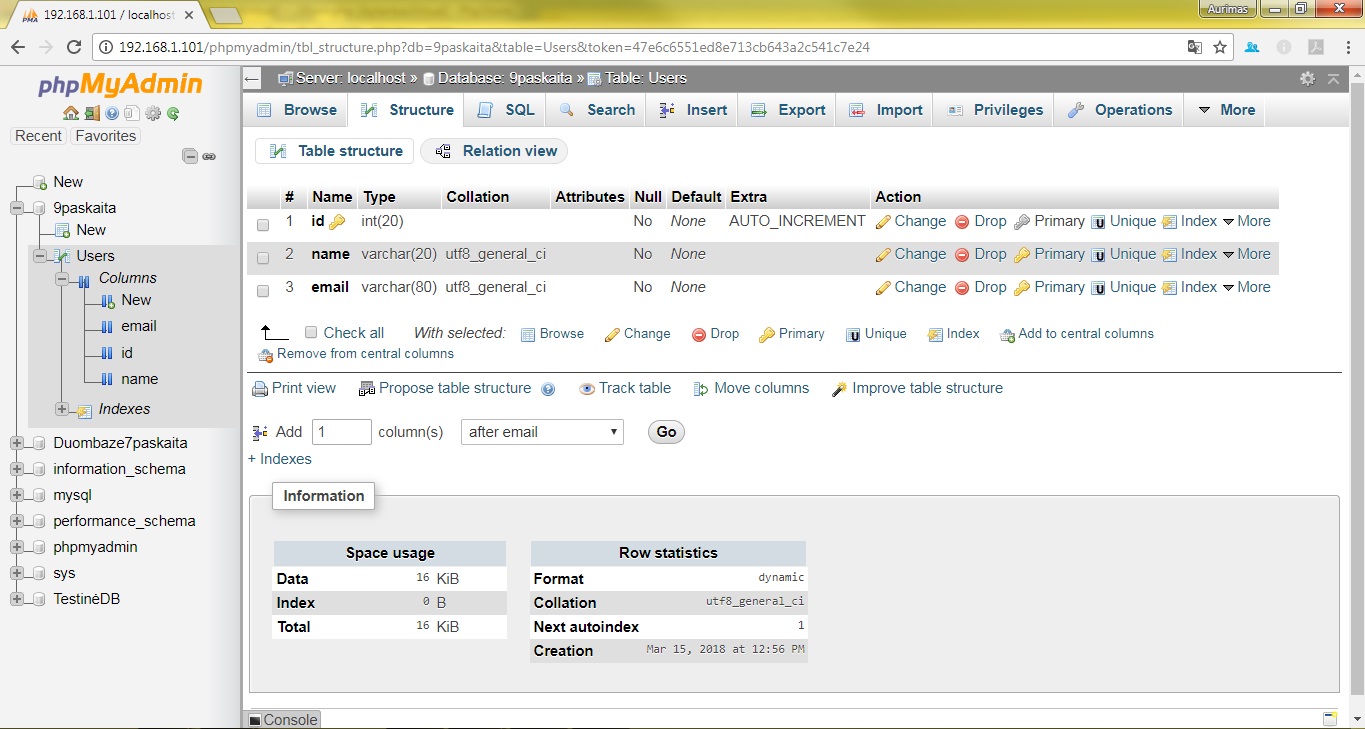 192.168.1.101 / localhost
Aurimas
192.168.1.101/phpmyadmin/tbl_structure.php?db=9paskaita&table=Users&token=47e6c6551ed8e713cb643a2c541c7e24
phpMyAdmin
Recent Favorites
New
9paskaita
New
Users
Columns
New
email
id
name
Indexes
Duombaze7paskaita
information_schema
mysql
performance_schema
phpmyadmin
sys
TestinėDB
Server: localhost » Database: 9paskaita » Table: Users
Browse Structure SQL Search Insert Export Import Privileges Operations More
Table structure Relation view
# Name Type Collation Attributes Null Default Extra Action
1 id int(20) No None AUTO_INCREMENT Change Drop Primary Unique Index More
2 name varchar(20) utf8_general_ci No None Change Drop Primary Unique Index More
3 email varchar(80) utf8_general_ci No None Change Drop Primary Unique Index More
Check all With selected: Browse Change Drop Primary Unique Index Add to central columns
Remove from central columns
Print view Propose table structure Track table Move columns Improve table structure
Add 1 column(s) after email Go
+ Indexes
Information
Space usage
Data 16 KiB
Index 0 B
Total 16 KiB
Row statistics
Format dynamic
Collation utf8_general_ci
Next autoindex 1
Creation Mar 15, 2018 at 12:56 PM
Console